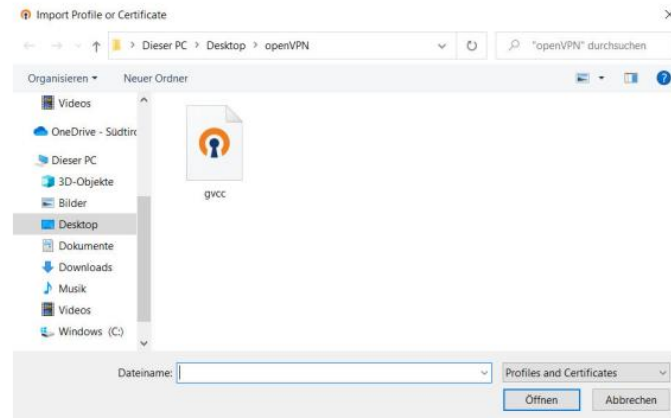 Import Profile or Certificate
Dieser PC > Desktop > openVPN
"openVPN" durchsuchen
Organisieren
Neuer Ordner
Videos
OneDrive - Südtirc
Dieser PC
3D-Objekte
Bilder
Desktop
Dokumente
Downloads
Musik
Videos
Windows (C:)
gvcc
Dateiname:
Profiles and Certificates
Öffnen
Abbrechen